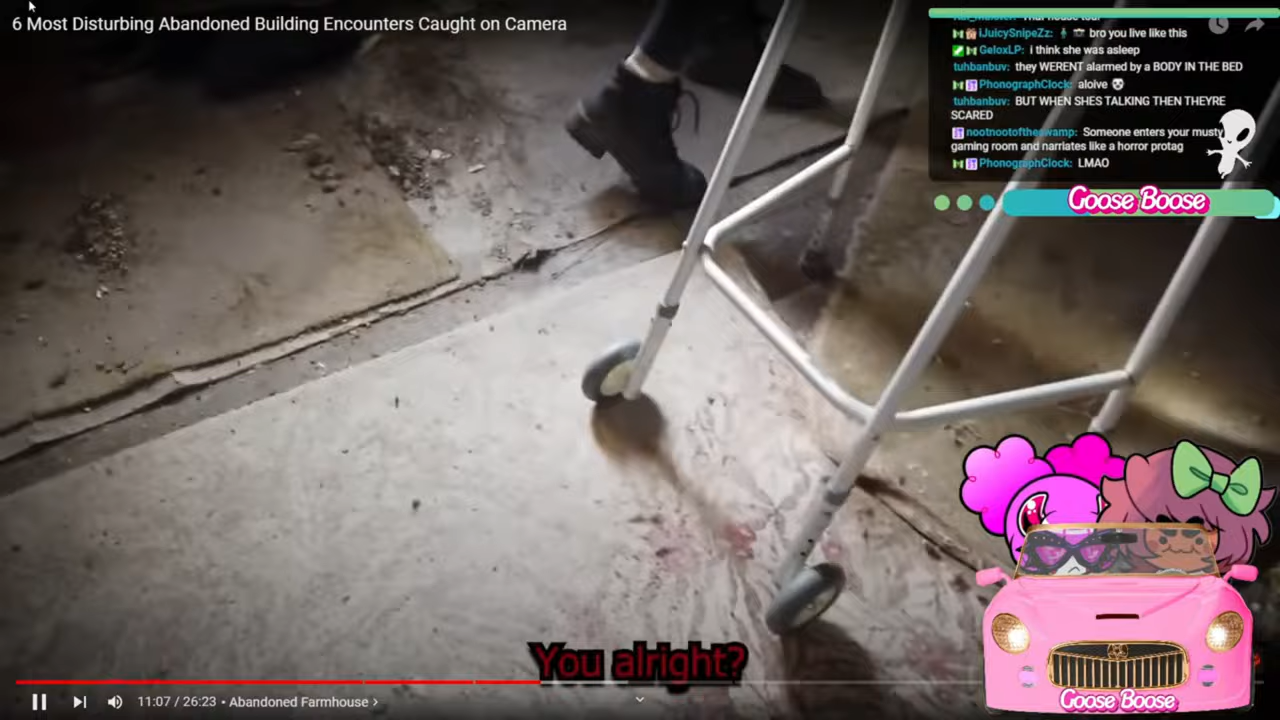 6 Most Disturbing Abandoned Building Encounters Caught on Camera
iJuicySnipeZz: bro you live like this
GeloxLP: i think she was asleep
tuhbanbuv: they WERENT alarmed by a BODY IN THE BED
PhonographClock: aloive
tuhbanbuv: BUT WHEN SHES TALKING THEN THEYRE
SCARED
nootnootoftheswamp: Someone enters your musty
gaming room and narriates like a horror protag
PhonographClock: LMAO
Goose Boose
You alright?
11:07 / 26:23 • Abandoned Farmhouse >
Goose Boose